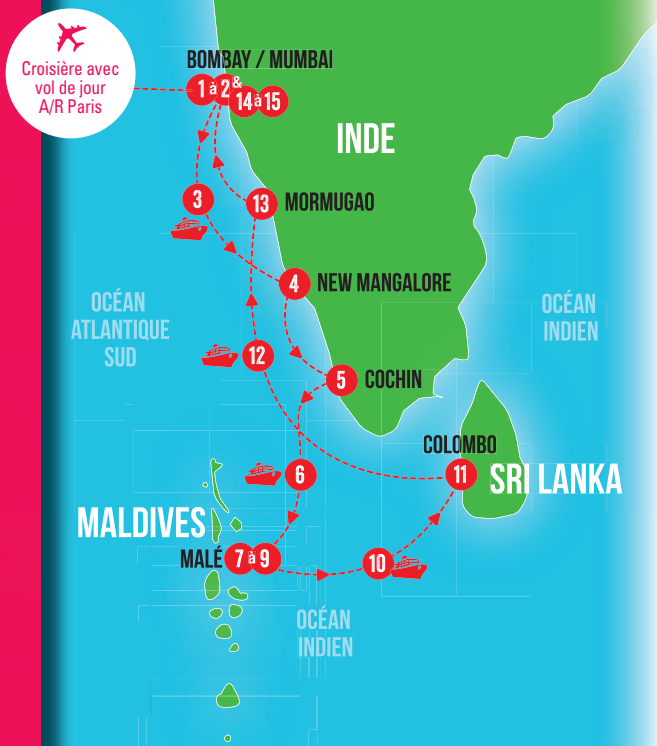 Croisière avec
vol de jour
A/R Paris
BOMBAY / MUMBAI
1 à 2 &
14 à 15
INDE
3
13 MORMUGAO
4 NEW MANGALORE
OCÉAN
ATLANTIQUE
SUD
OCÉAN
INDIEN
12
5 COCHIN
COLOMBO
6
11 SRI LANKA
MALDIVES
MALÉ 7 à 9
10
OCÉAN
INDIEN